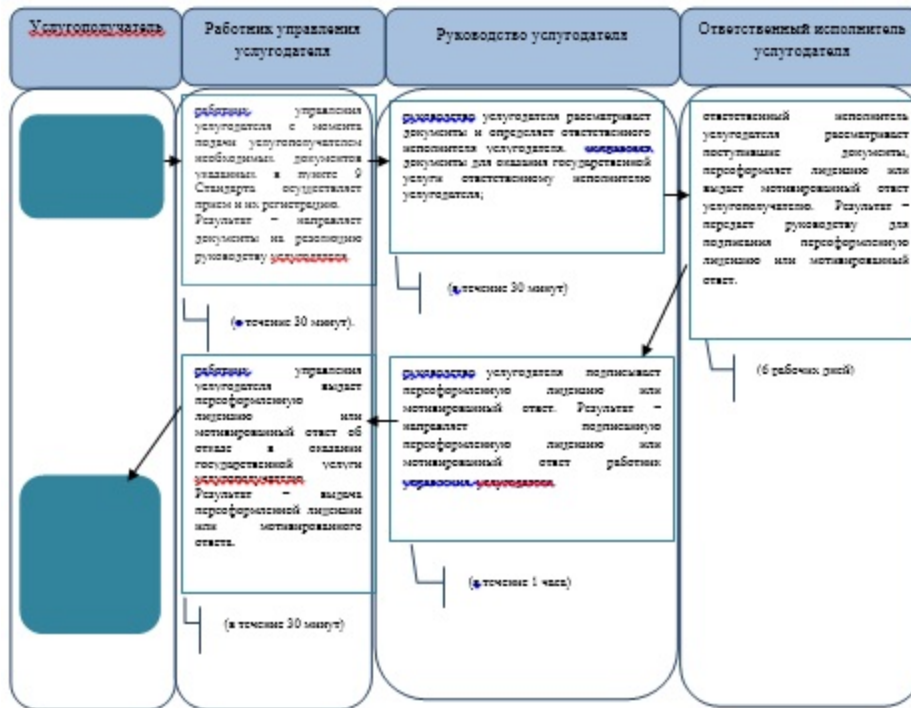 Услугополучатель
Работник управления
услугодателя
Руководство услугодателя
Ответственный исполнитель
услугодателя
работник управления
услугодателя с момента
подачи услугополучателем
необходимых документов
указанных в пункте 9
Стандарта осуществляет
прием и их регистрацию.
Результат – направляет
документы на резолюцию
руководству услугодателя
(в течение 30 минут).
руководство услугодателя рассматривает
документы и определяет ответственного
исполнителя услугодателя.
документы для оказания государственной
услуги ответственному исполнителю
услугодателя;
(в течение 30 минут)
ответственный исполнитель
услугодателя рассматривает
поступившие документы,
переоформляет лицензию или
выдает мотивированный ответ
услугополучателю. Результат –
передает руководству для
подписания переоформленную
лицензию или мотивированный
ответ.
(6 рабочих дней)
руководство услугодателя подписывает
переоформленную лицензию или
мотивированный ответ. Результат –
направляет подписанную
переоформленную лицензию или
мотивированный ответ работник
управления услугодателя
(в течение 1 часа)
работник управления
услугодателя выдает
переоформленную
лицензию или
мотивированный ответ об
отказе в оказании
государственной услуги
услугополучателю
Результат – выдача
переоформленной лицензии
или мотивированного
ответа.
(в течение 30 минут)